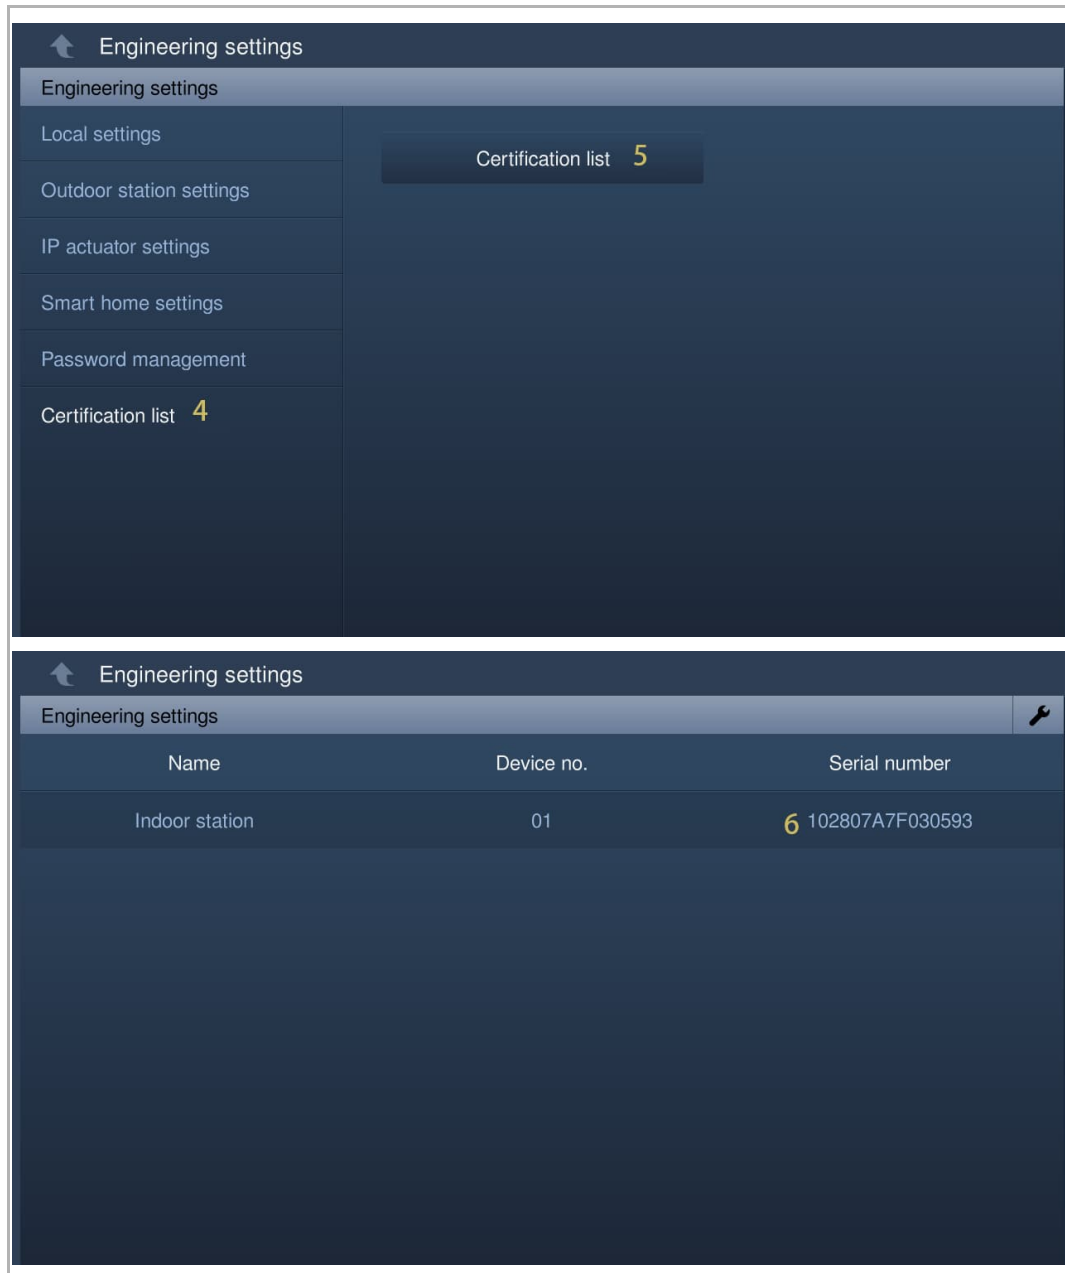 Engineering settings
Engineering settings
Local settings
Certification list 5
Outdoor station settings
IP actuator settings
Smart home settings
Password management
Certification list 4
Engineering settings
Engineering settings
Name Device no. Serial number
Indoor station 01 6 102807A7F030593